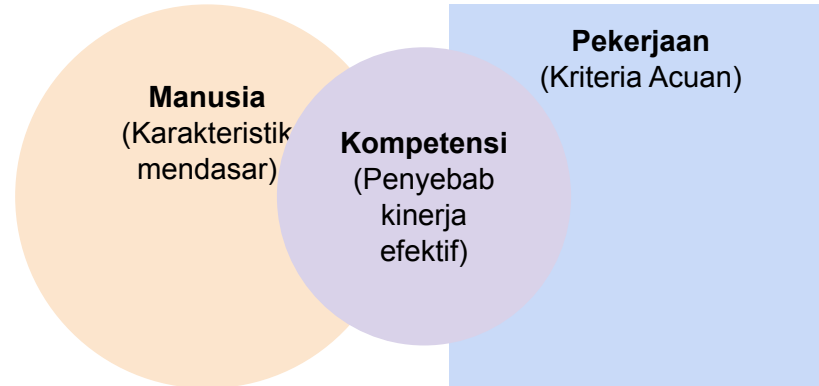 Manusia
(Karakteristik
mendasar)
Kompetensi
(Penyebab
kinerja
efektif)
Pekerjaan
(Kriteria Acuan)